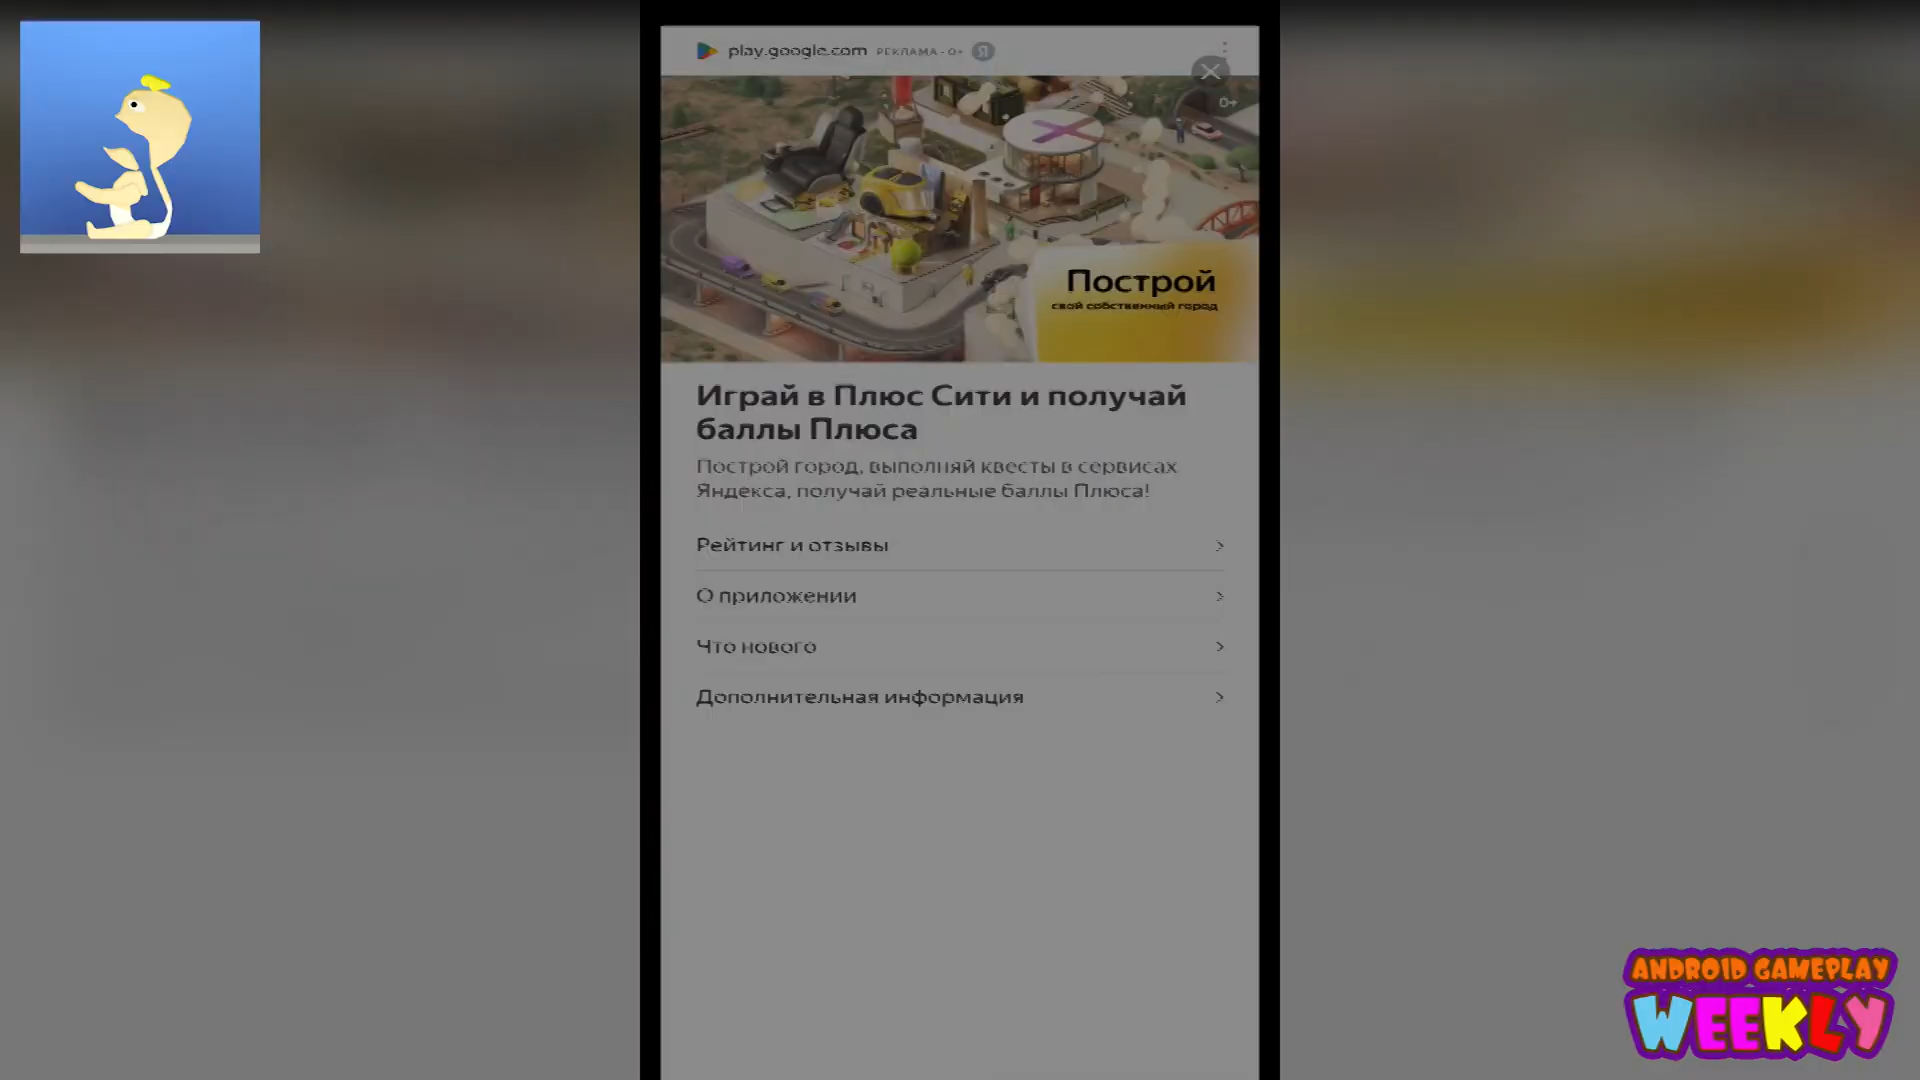 play.google.com РЕКЛАМА • 0+ Я
0+
Построй
свой собственный город
Играй в Плюс Сити и получай
баллы Плюса
Построй город, выполняй квесты в сервисах
Яндекса, получай реальные баллы Плюса!
Рейтинг и отзывы
О приложении
Что нового
Дополнительная информация
ANDROID GAMEPLAY
WEEKLY